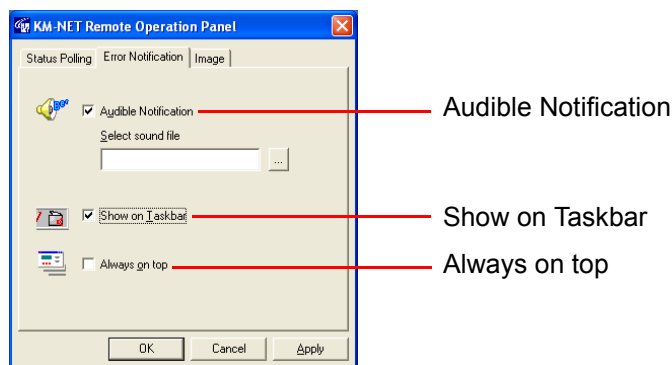 KM-NET Remote Operation Panel
Status Polling Error Notification Image
Audible Notification
Select sound file
...
Show on Taskbar
Always on top
OK Cancel Apply
Audible Notification
Show on Taskbar
Always on top